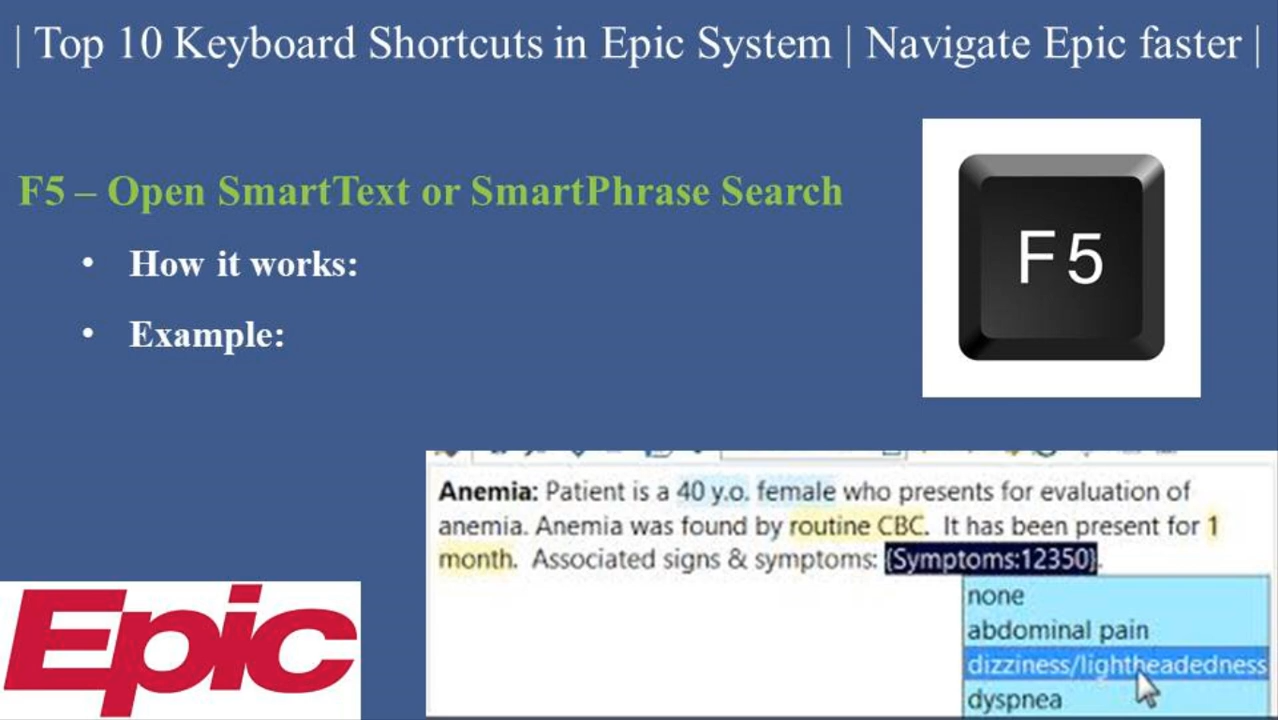 | Top 10 Keyboard Shortcuts in Epic System | Navigate Epic faster |
F5 – Open SmartText or SmartPhrase Search
• How it works:
• Example:
F5
Anemia: Patient is a 40 y.o. female who presents for evaluation of
anemia. Anemia was found by routine CBC. It has been present for 1
month. Associated signs & symptoms: {Symptoms:12350}.
none
abdominal pain
dizziness/lightheadedness
dyspnea
Epic